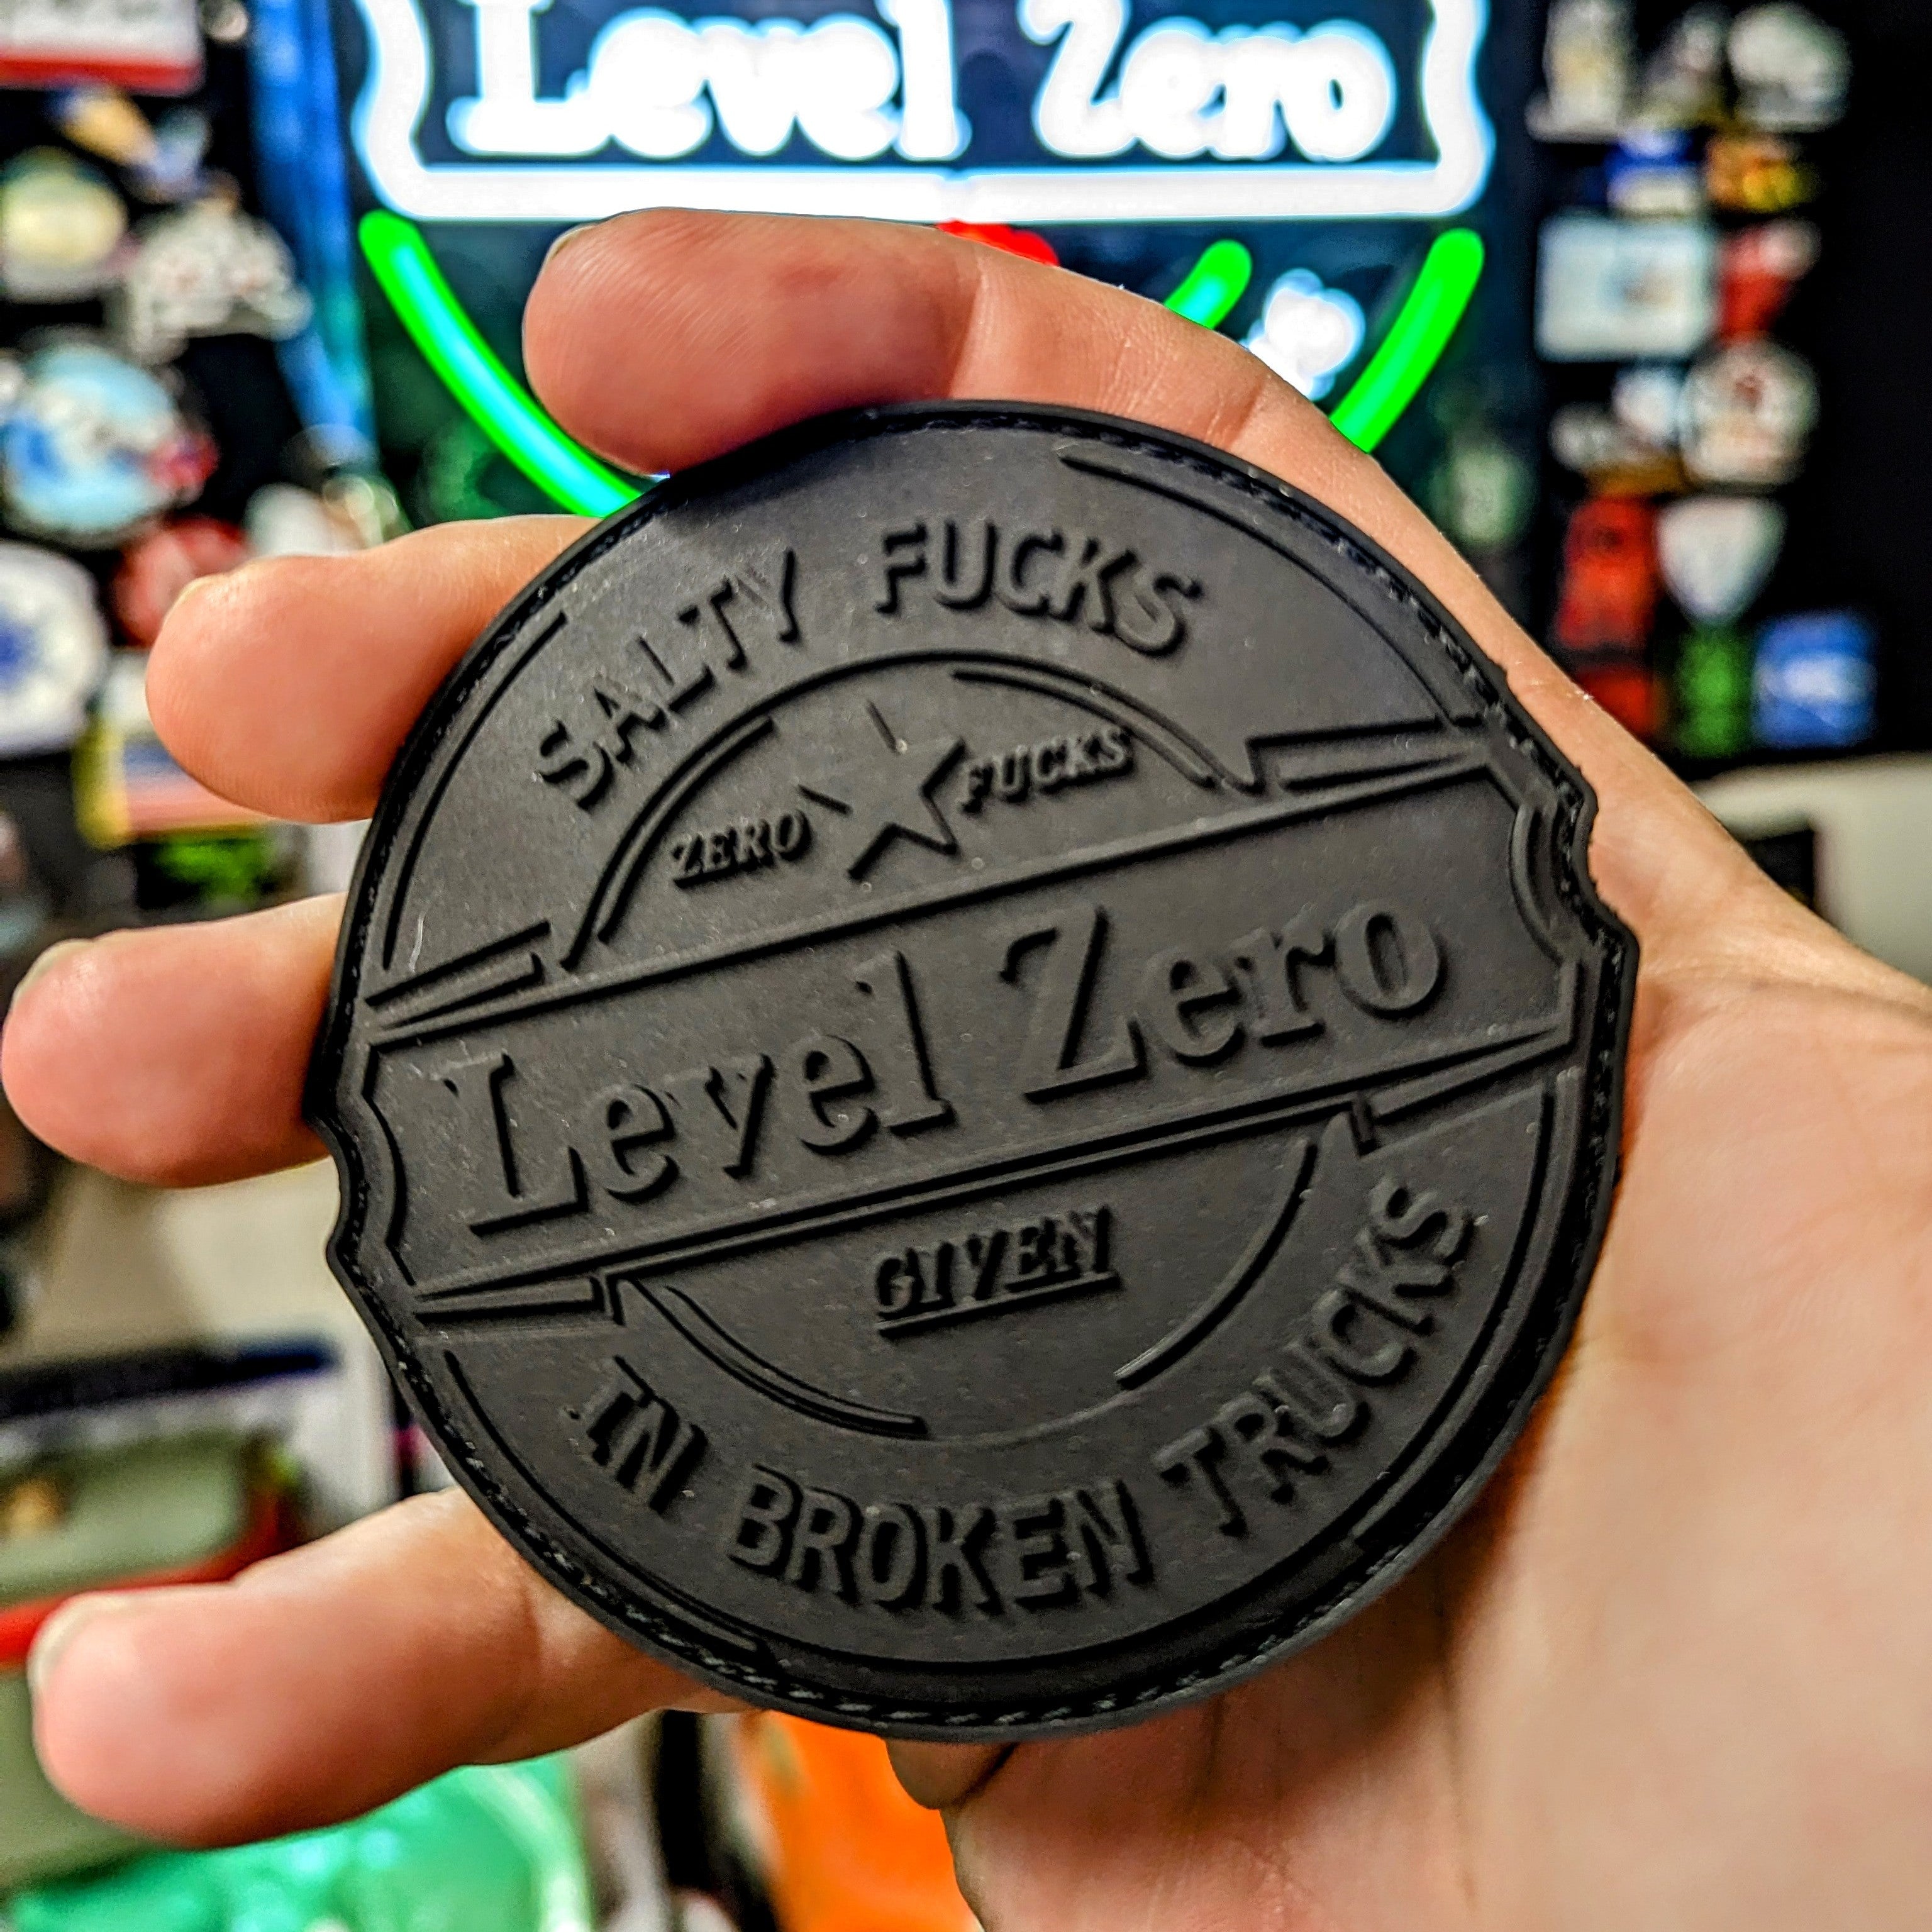 Level Zero
SALTY FUCKS
ZERO FUCKS
Level Zero
GIVEN
IN BROKEN TRUCKS